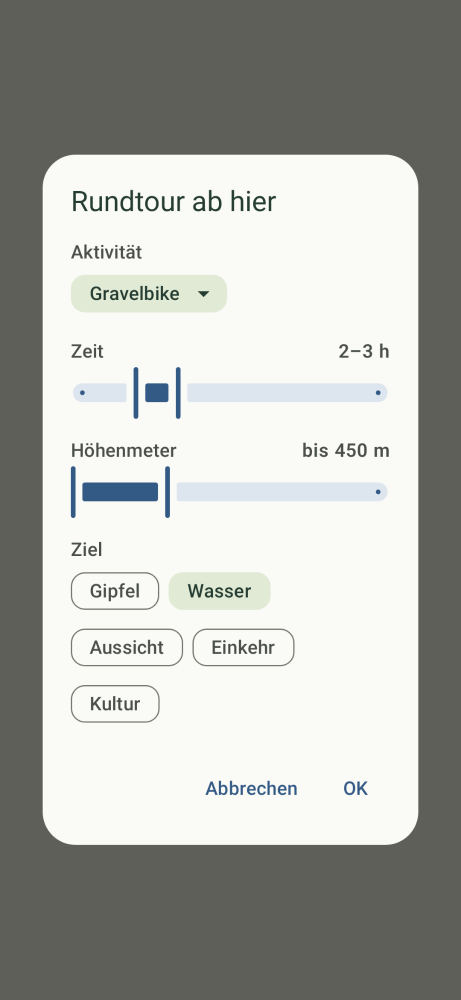 Rundtour ab hier
Aktivität
Gravelbike
Zeit 2–3 h
Höhenmeter bis 450 m
Ziel
Gipfel Wasser
Aussicht Einkehr
Kultur
Abbrechen OK